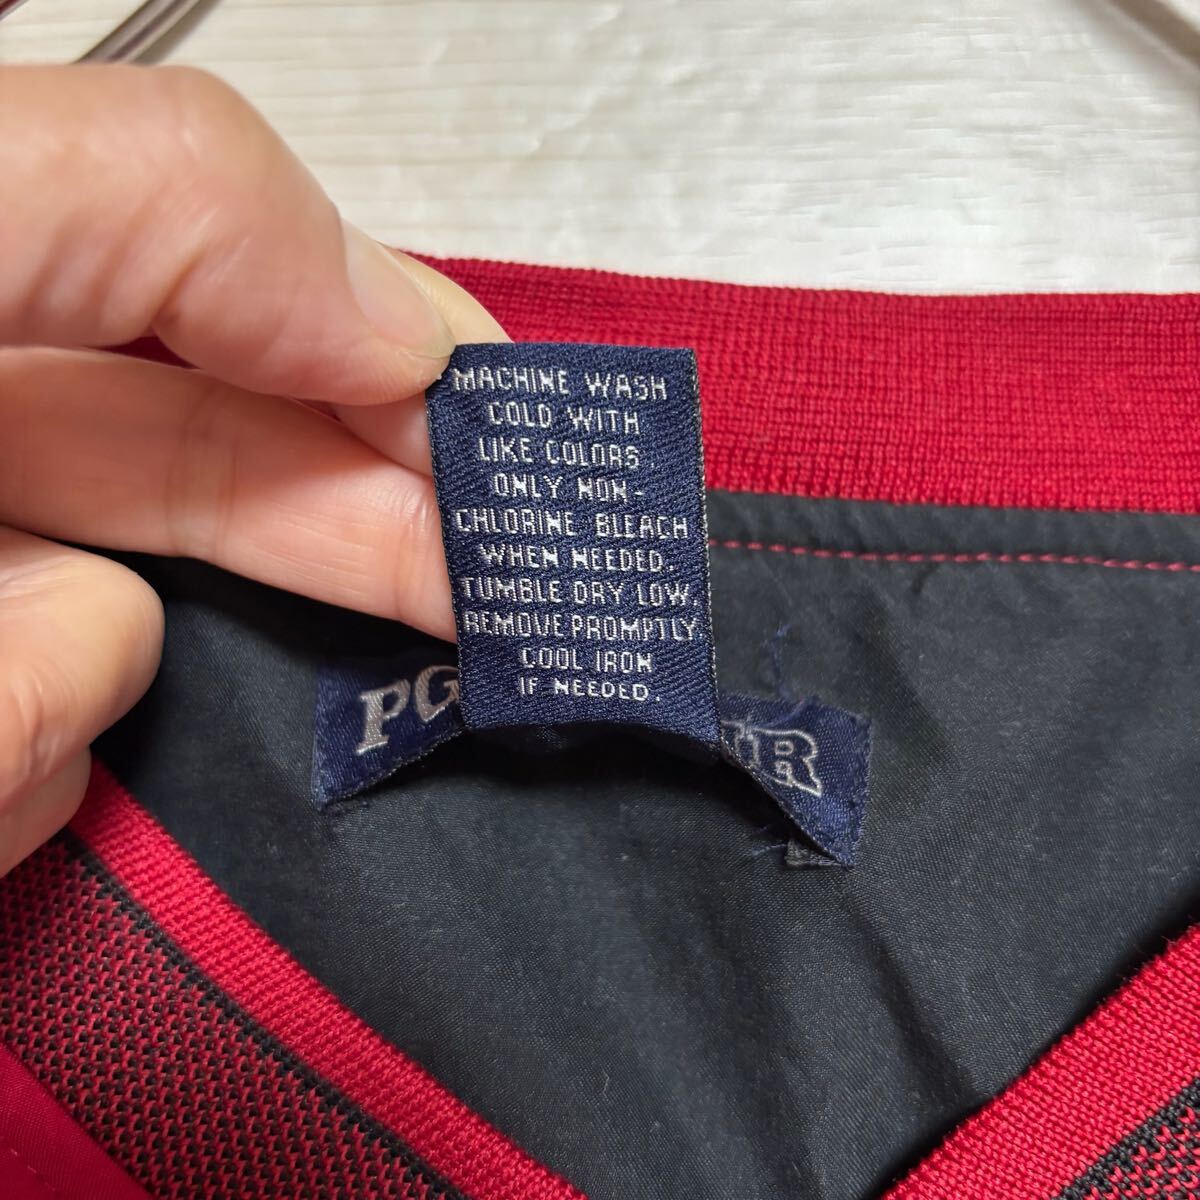 MACHINE WASH
COLD WITH
LIKE COLORS.
ONLY NON-
CHLORINE BLEACH
WHEN NEEDED.
TUMBLE DRY LOW.
REMOVE PROMPTLY
COOL IRON
IF NEEDED.